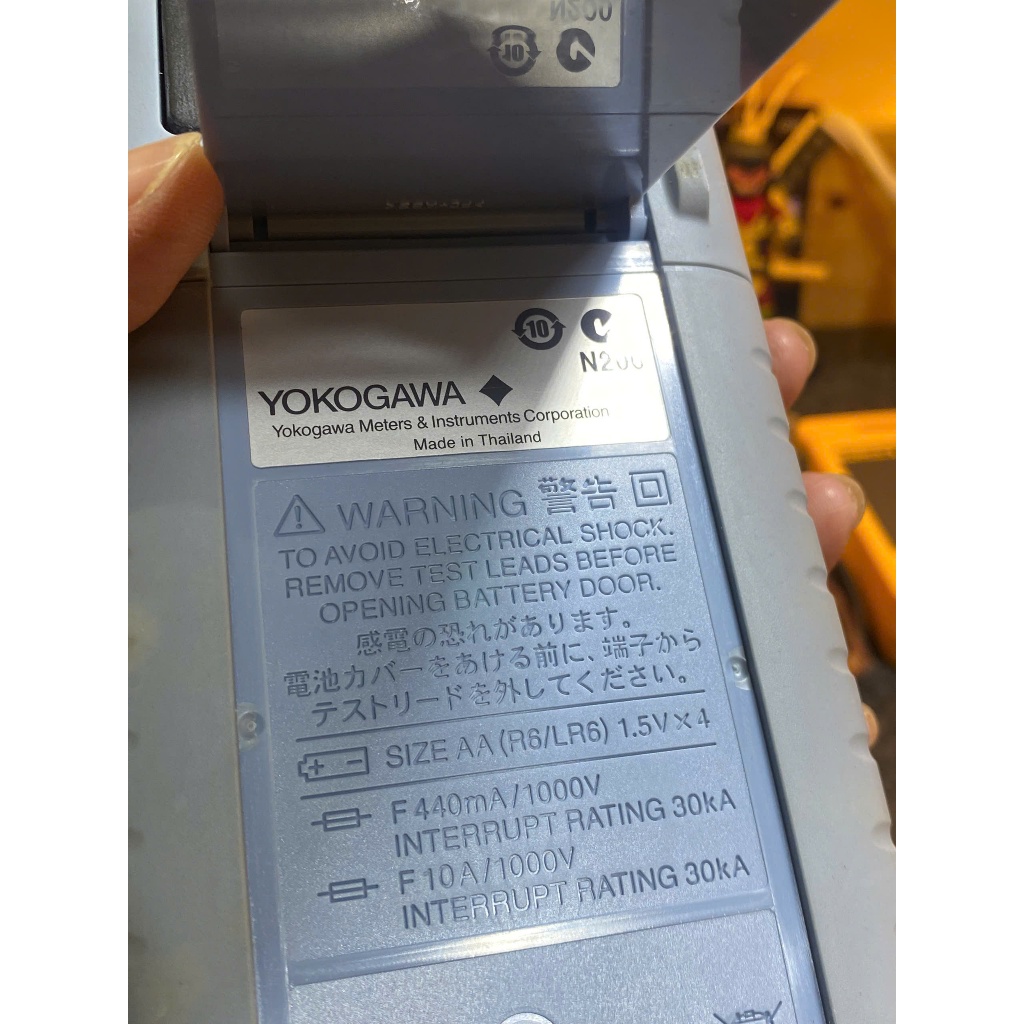 10
YOKOGAWA
Yokogawa Meters & Instruments Corporation
Made in Thailand
WARNING 警告
TO AVOID ELECTRICAL SHOCK.
REMOVE TEST LEADS BEFORE
OPENING BATTERY DOOR.
感電の恐れがあります。
電池カバーをあける前に、端子から
テストリードを外してください。
+ - SIZE AA (R6/LR6) 1.5V×4
F 440mA/1000V
INTERRUPT RATING 30kA
F 10A/1000V
INTERRUPT RATING 30kA